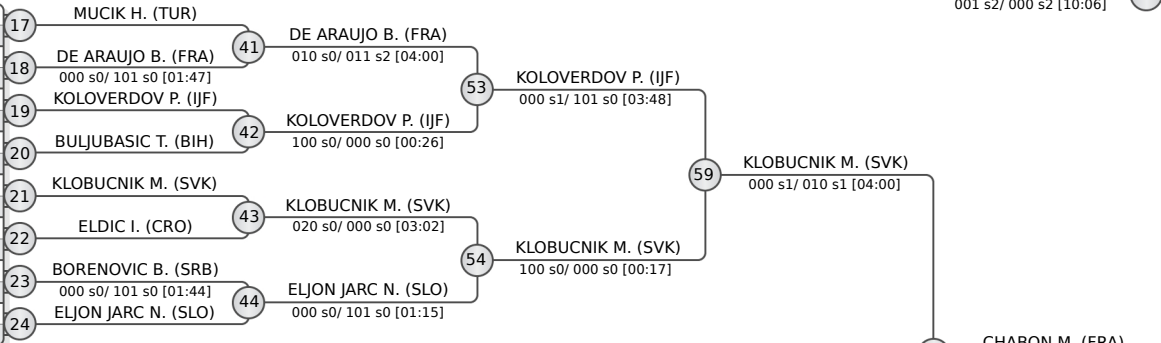 001 s2/ 000 s2 [10:06]
17
MUCIK H. (TUR)
41
DE ARAUJO B. (FRA)
010 s0/ 011 s2 [04:00]
18
DE ARAUJO B. (FRA)
000 s0/ 101 s0 [01:47]
53
KOLOVERDOV P. (IJF)
000 s1/ 101 s0 [03:48]
19
KOLOVERDOV P. (IJF)
42
KOLOVERDOV P. (IJF)
100 s0/ 000 s0 [00:26]
20
BULJUBASIC T. (BIH)
59
KLOBUCNIK M. (SVK)
000 s1/ 010 s1 [04:00]
21
KLOBUCNIK M. (SVK)
43
KLOBUCNIK M. (SVK)
020 s0/ 000 s0 [03:02]
22
ELDIC I. (CRO)
54
KLOBUCNIK M. (SVK)
100 s0/ 000 s0 [00:17]
23
BORENOVIC B. (SRB)
000 s0/ 101 s0 [01:44]
44
ELJON JARC N. (SLO)
000 s0/ 101 s0 [01:15]
24
ELJON JARC N. (SLO)
CHABON M. (FRA)